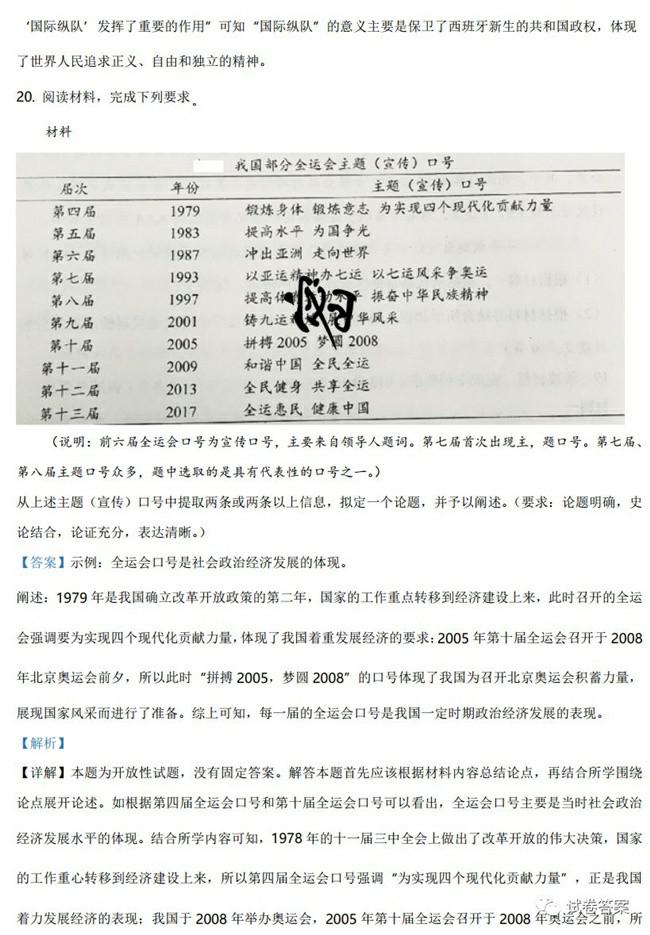 ‘国际纵队’发挥了重要的作用”可知“国际纵队”的意义主要是保卫了西班牙新生的共和国政权，体现
了世界人民追求正义、自由和独立的精神。
20. 阅读材料，完成下列要求。
材料
我国部分全运会主题（宣传）口号
届次 年份 主题（宣传）口号
第四届 1979 锻炼身体 锻炼意志 为实现四个现代化贡献力量
第五届 1983 提高水平 为国争光
第六届 1987 冲出亚洲 走向世界
第七届 1993 以亚运精神办七运 以七运风采争奥运
第八届 1997 提高体 水平 振奋中华民族精神
第九届 2001 铸九运 华风采
第十届 2005 拼搏2005 梦圆2008
第十一届 2009 和谐中国 全民全运
第十二届 2013 全民健身 共享全运
第十三届 2017 全运惠民 健康中国
（说明：前六届全运会口号为宣传口号，主要来自领导人题词。第七届首次出现主，题口号。第七届、
第八届主题口号众多，题中选取的是具有代表性的口号之一。）
从上述主题（宣传）口号中提取两条或两条以上信息，拟定一个论题，并予以阐述。（要求：论题明确，史
论结合，论证充分，表达清晰。）
【答案】示例：全运会口号是社会政治经济发展的体现。
阐述：1979年是我国确立改革开放政策的第二年，国家的工作重点转移到经济建设上来，此时召开的全运
会强调要为实现四个现代化贡献力量，体现了我国着重发展经济的要求；2005年第十届全运会召开于2008
年北京奥运会前夕，所以此时“拼搏2005，梦圆2008”的口号体现了我国为召开北京奥运会积蓄力量，
展现国家风采而进行了准备。综上可知，每一届的全运会口号是我国一定时期政治经济发展的表现。
【解析】
【详解】本题为开放性试题，没有固定答案。解答本题首先应该根据材料内容总结论点，再结合所学围绕
论点展开论述。如根据第四届全运会口号和第十届全运会口号可以看出，全运会口号主要是当时社会政治
经济发展水平的体现。结合所学内容可知，1978年的十一届三中全会上做出了改革开放的伟大决策，国家
的工作重心转移到经济建设上来，所以第四届全运会口号强调“为实现四个现代化贡献力量”，正是我国
着力发展经济的表现；我国于2008年举办奥运会，2005年第十届全运会召开于2008年奥运会之前，所
试卷答案